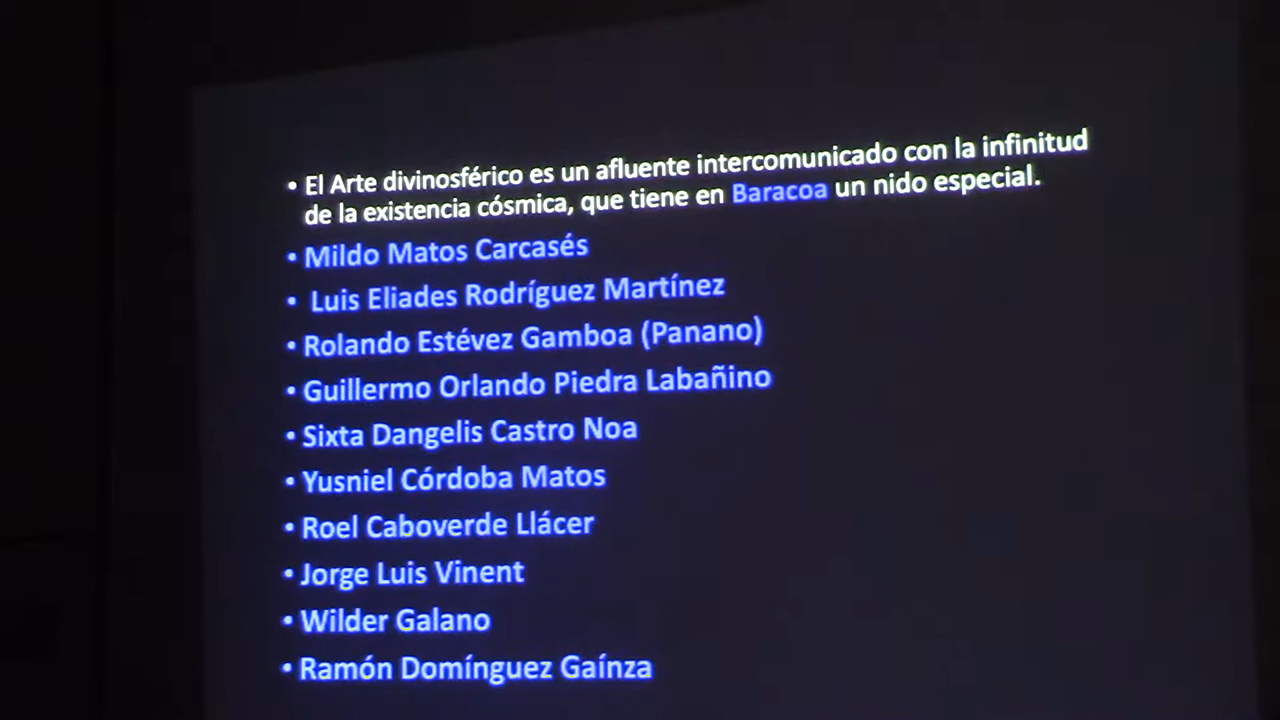 • El Arte divinosférico es un afluente intercomunicado con la infinitud
de la existencia cósmica, que tiene en Baracoa un nido especial.
• Mildo Matos Carcasés
• Luis Eliades Rodríguez Martínez
• Rolando Estévez Gamboa (Panano)
• Guillermo Orlando Piedra Labañino
• Sixta Dangelis Castro Noa
• Yusniel Córdoba Matos
• Roel Caboverde Llácer
• Jorge Luis Vinent
• Wilder Galano
• Ramón Domínguez Gaínza